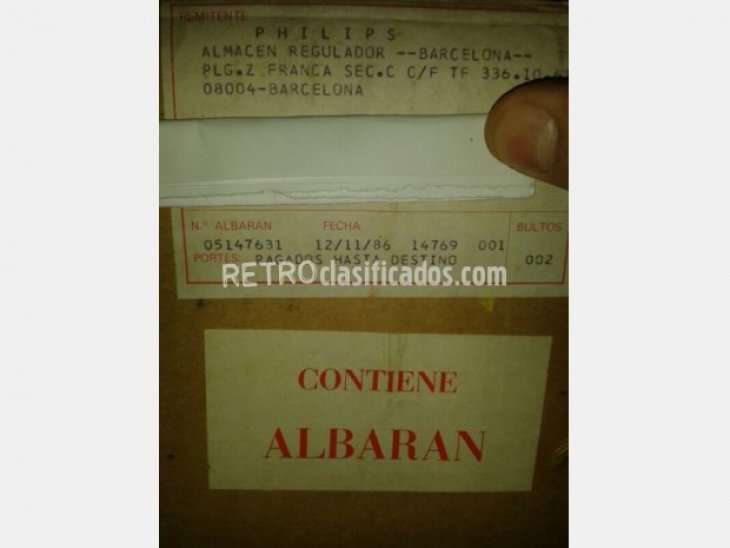 REMITENTE
PHILIPS
ALMACEN REGULADOR --BARCELONA--
PLG.Z FRANCA SEC.C C/F TF 336.10.
08004-BARCELONA
N.º ALBARAN FECHA BULTOS
05147631 12/11/86 14769 001
PORTES PAGADOS HASTA DESTINO 002
RETROclasificados.com
CONTIENE
ALBARAN